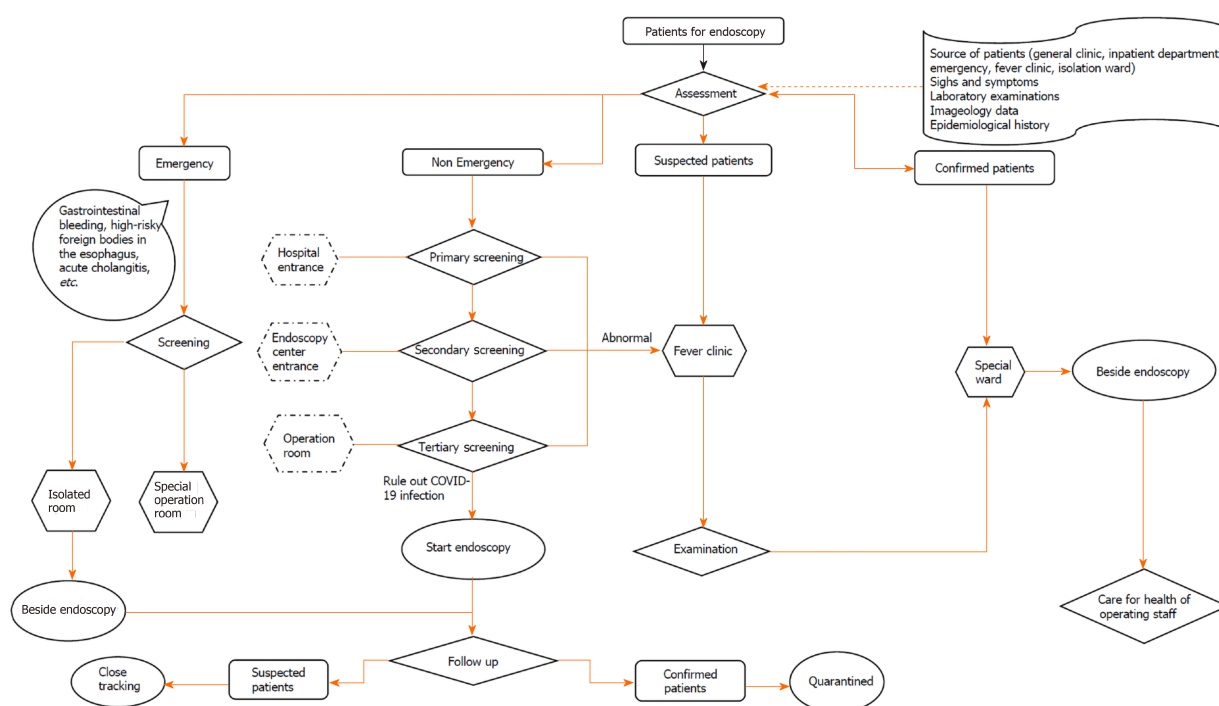 Patients for endoscopy
Source of patients (general clinic, inpatient department
emergency, fever clinic, isolation ward)
Sighs and symptoms
Laboratory examinations
Imageology data
Epidemiological history
Assessment
Emergency
Non Emergency
Suspected patients
Confirmed patients
Gastrointestinal
bleeding, high-risky
foreign bodies in
the esophagus,
acute cholangitis,
etc.
Hospital
entrance
Primary screening
Screening
Endoscopy
center
entrance
Secondary screening
Abnormal
Fever clinic
Special
ward
Beside endoscopy
Operation
room
Tertiary screening
Rule out COVID-
19 infection
Isolated
room
Special
operation
room
Start endoscopy
Examination
Beside endoscopy
Care for health of
operating staff
Follow up
Close
tracking
Suspected
patients
Confirmed
patients
Quarantined